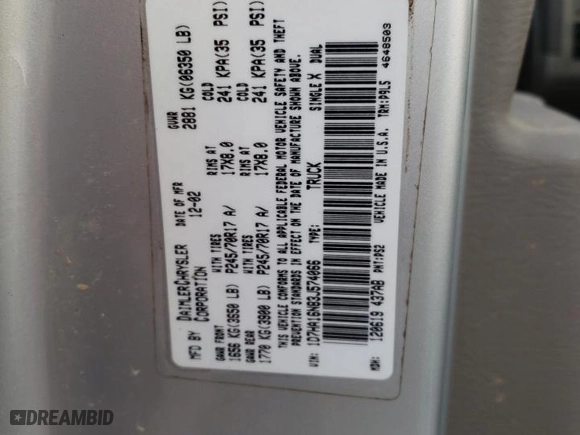 DAIMLERCHRYSLER CORPORATION
DATE OF MFR 12-02
GVWR 2881 KG(06350 LB)
GAWR FRONT WITH TIRES RIMS AT COLD
1656 KG(3650 LB) P245/70R17 A/ 17X8.0 241 KPA(35 PSI)
GAWR REAR WITH TIRES RIMS AT COLD
1770 KG(3900 LB) P245/70R17 A/ 17X8.0 241 KPA(35 PSI)
THIS VEHICLE CONFORMS TO ALL APPLICABLE FEDERAL MOTOR VEHICLE SAFETY AND THEFT
PREVENTION STANDARDS IN EFFECT ON THE DATE OF MANUFACTURE SHOWN ABOVE.
VIN: 1D7HA16N83J574066 TYPE: TRUCK SINGLE X DUAL
MDH: 120619 437AB PNT:PS2 VEHICLE MADE IN U.S.A. TRM:P9L5
4648503
DREAMBID